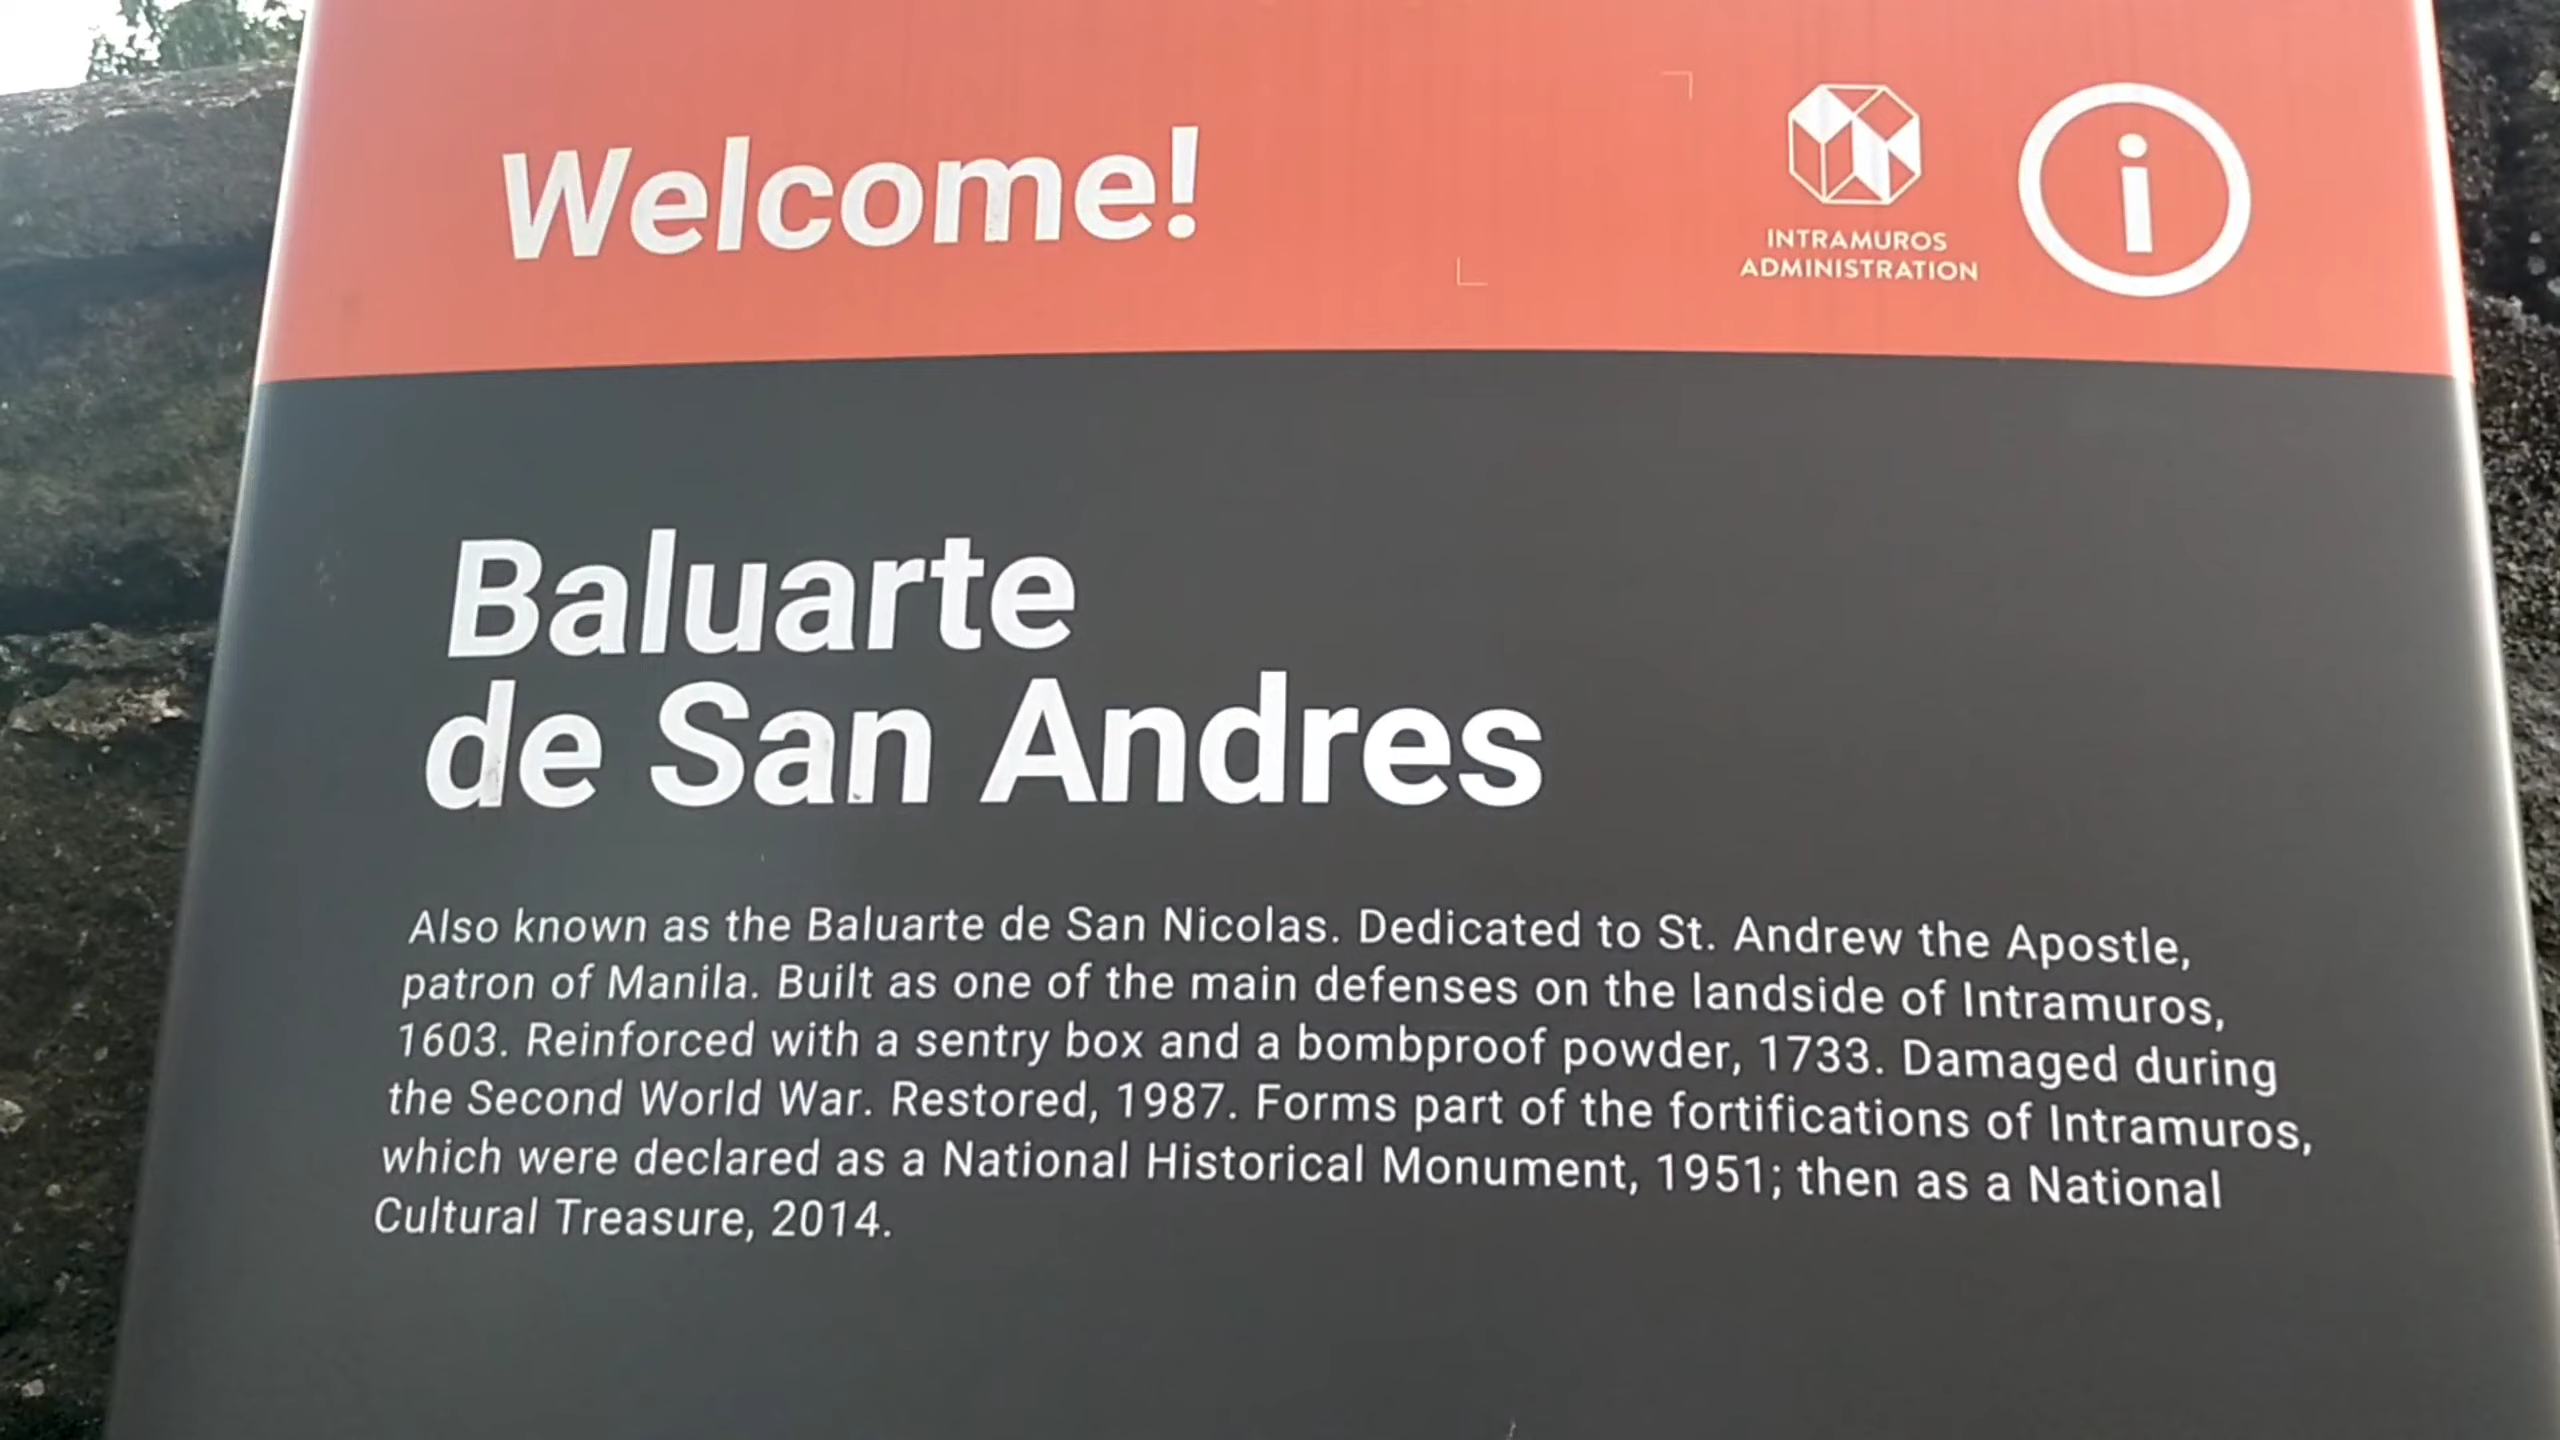 Welcome!
INTRAMUROS
ADMINISTRATION
i
Baluarte
de San Andres
Also known as the Baluarte de San Nicolas. Dedicated to St. Andrew the Apostle,
patron of Manila. Built as one of the main defenses on the landside of Intramuros,
1603. Reinforced with a sentry box and a bombproof powder, 1733. Damaged during
the Second World War. Restored, 1987. Forms part of the fortifications of Intramuros,
which were declared as a National Historical Monument, 1951; then as a National
Cultural Treasure, 2014.